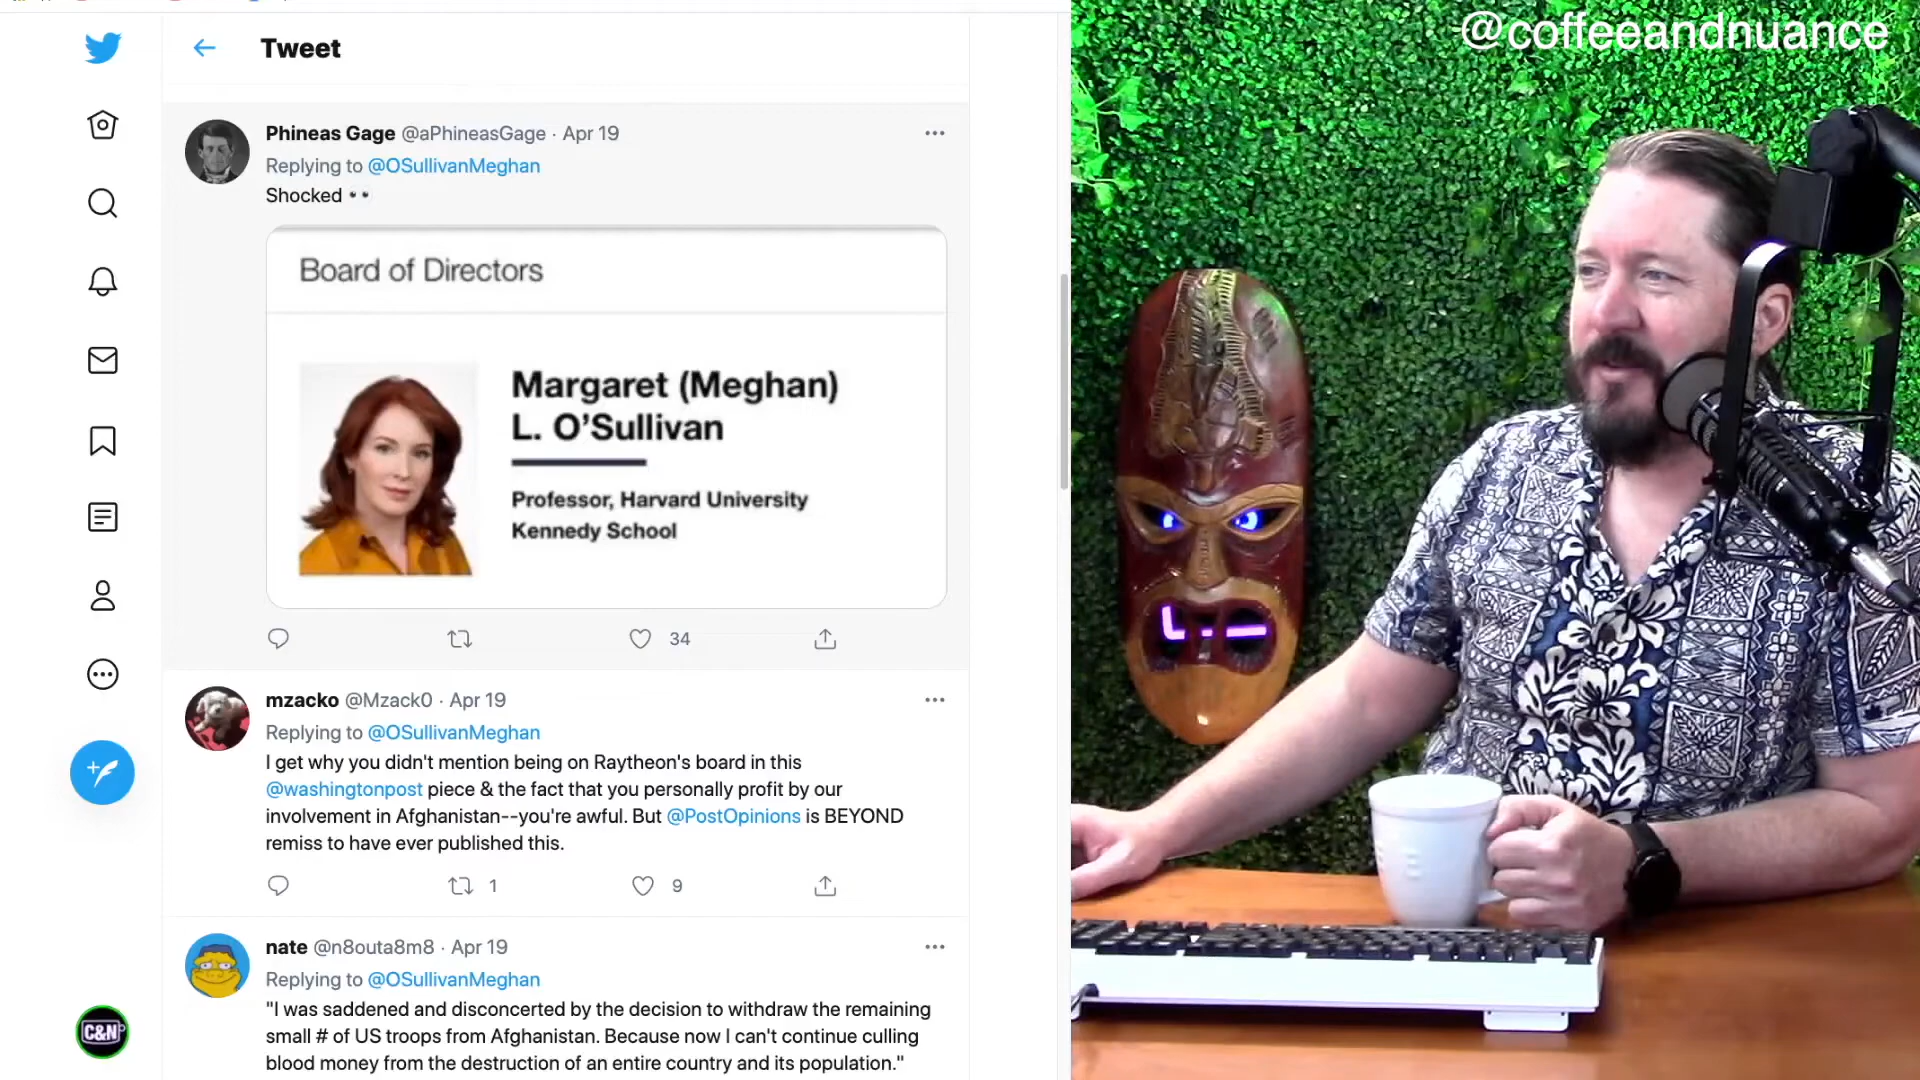 @coffeeandnuance
Tweet
Phineas Gage @aPhineasGage · Apr 19
Replying to @OSullivanMeghan
Shocked
Board of Directors
Margaret (Meghan)
L. O'Sullivan
Professor, Harvard University
Kennedy School
34
mzacko @Mzack0 · Apr 19
Replying to @OSullivanMeghan
I get why you didn't mention being on Raytheon's board in this
@washingtonpost piece & the fact that you personally profit by our
involvement in Afghanistan--you're awful. But @PostOpinions is BEYOND
remiss to have ever published this.
1 9
nate @n8outa8m8 · Apr 19
Replying to @OSullivanMeghan
"I was saddened and disconcerted by the decision to withdraw the remaining
small # of US troops from Afghanistan. Because now I can't continue culling
blood money from the destruction of an entire country and its population."
C&N